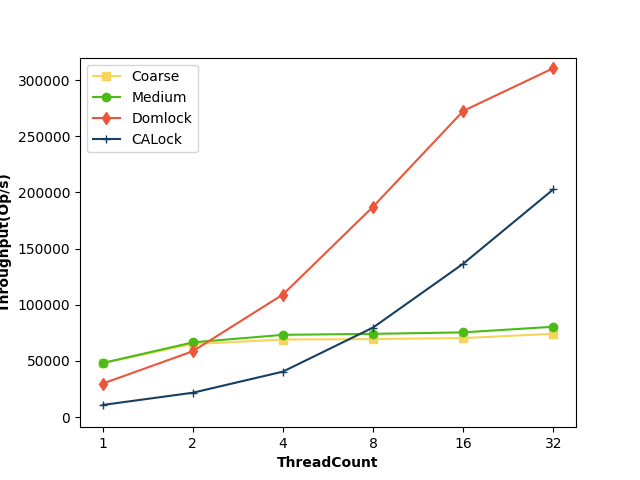 Coarse
Medium
Domlock
CALock
300000
250000
200000
150000
100000
50000
0
Throughput(Op/s)
1 2 4 8 16 32
ThreadCount